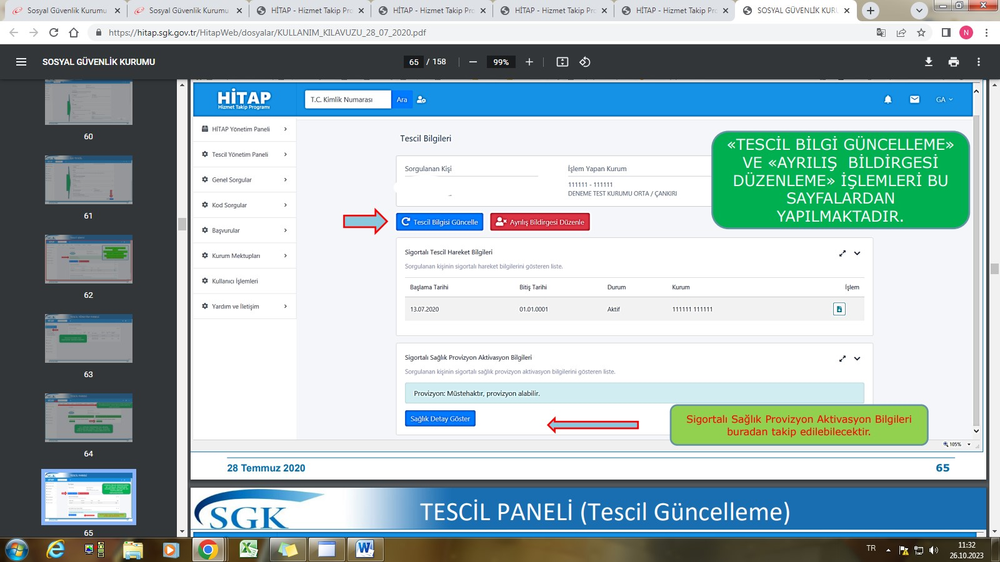 Sosyal Güvenlik Kurumu
Sosyal Güvenlik Kurumu
HİTAP - Hizmet Takip Pro
HİTAP - Hizmet Takip Pro
HİTAP - Hizmet Takip Pro
HİTAP - Hizmet Takip Pro
SOSYAL GÜVENLİK KURU
https://hitap.sgk.gov.tr/HitapWeb/dosyalar/KULLANIM_KILAVUZU_28_07_2020.pdf
N
SOSYAL GÜVENLİK KURUMU
65 / 158
99%
60
61
62
63
64
65
HİTAP
Hizmet Takip Programı
T.C. Kimlik Numarası
Ara
GA
HİTAP Yönetim Paneli
Tescil Yönetim Paneli
Genel Sorgular
Kod Sorgular
Başvurular
Kurum Mektupları
Kullanıcı İşlemleri
Yardım ve İletişim
Tescil Bilgileri
Sorgulanan Kişi
İşlem Yapan Kurum
111111 - 111111
DENEME TEST KURUMU ORTA / ÇANKIRI
«TESCİL BİLGİ GÜNCELLEME»
VE «AYRILIŞ BİLDİRGESİ
DÜZENLEME» İŞLEMLERİ BU
SAYFALARDAN
YAPILMAKTADIR.
Tescil Bilgisi Güncelle
Ayrılış Bildirgesi Düzenle
Sigortalı Tescil Hareket Bilgileri
Sorgulanan kişinin sigortalı hareket bilgilerini gösteren liste.
Başlama Tarihi Bitiş Tarihi Durum Kurum İşlem
13.07.2020 01.01.0001 Aktif 111111 111111
Sigortalı Sağlık Provizyon Aktivasyon Bilgileri
Sorgulanan kişinin sigortalı sağlık provizyon aktivasyon bilgilerini gösteren liste.
Provizyon: Müstehaktır, provizyon alabilir.
Sağlık Detay Göster
Sigortalı Sağlık Provizyon Aktivasyon Bilgileri
buradan takip edilebilecektir.
105%
28 Temmuz 2020
65
SGK
TESCİL PANELİ (Tescil Güncelleme)
TR
11:32
26.10.2023